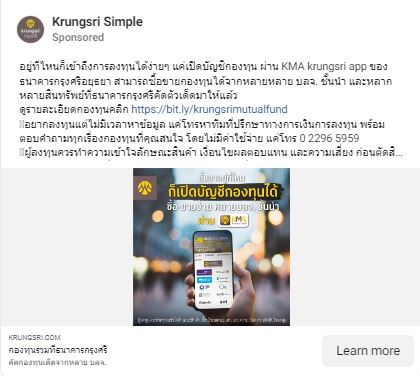 Krungsri Simple
Sponsored
อยู่ที่ไหนก็เข้าถึงการลงทุนได้ง่ายๆ แค่เปิดบัญชีกองทุน ผ่าน KMA krungsri app ของ
ธนาคารกรุงศรีอยุธยา สามารถซื้อขายกองทุนได้จากหลายหลาย บลจ. ชั้นนำ และหลาก
หลายสินทรัพย์ที่ธนาคารกรุงศรีคัดตัวเด็ดมาให้แล้ว
ดูรายละเอียดกองทุนคลิก https://bit.ly/krungsrimutualfund
อยากลงทุนแต่ไม่มีเวลาหาข้อมูล แค่โทรหาทีมที่ปรึกษาทางการเงินการลงทุน พร้อม
ตอบคำถามทุกเรื่องกองทุนที่คุณสนใจ โดยไม่มีค่าใช้จ่าย แค่โทร 0 2296 5959
ผู้ลงทุนควรทำความเข้าใจลักษณะสินค้า เงื่อนไขผลตอบแทน และความเสี่ยง ก่อนตัดสิ...
ก็เปิดบัญชีกองทุนได้
ซื้อ ขายง่าย หลายบลจ.ชั้นนำ
ผ่าน KMA
KRUNGSRI.COM
กองทุนรวมที่ธนาคารกรุงศรี
คัดกองทุนเด็ดจากหลาย บลจ.
Learn more